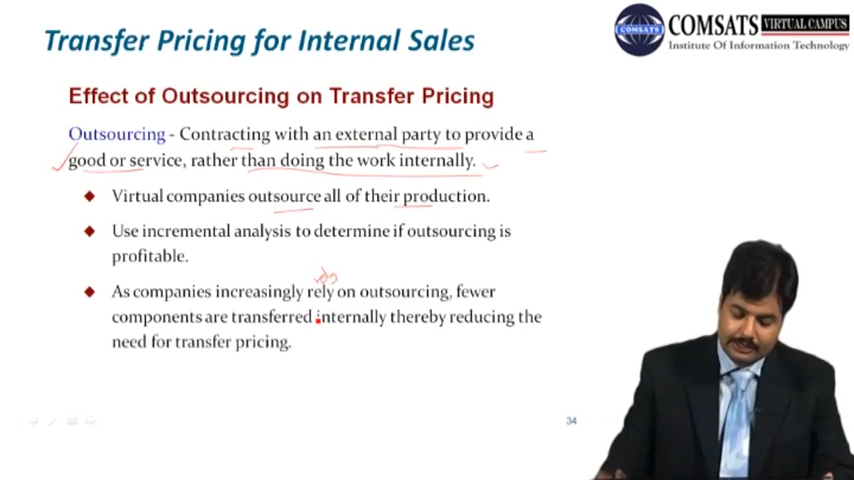 Transfer Pricing for Internal Sales
COMSATS VIRTUAL CAMPUS
Institute Of Information Technology
COMSATS
Effect of Outsourcing on Transfer Pricing
Outsourcing - Contracting with an external party to provide a
good or service, rather than doing the work internally.
Virtual companies outsource all of their production.
Use incremental analysis to determine if outsourcing is
profitable.
As companies increasingly rely on outsourcing, fewer
components are transferred internally thereby reducing the
need for transfer pricing.
34